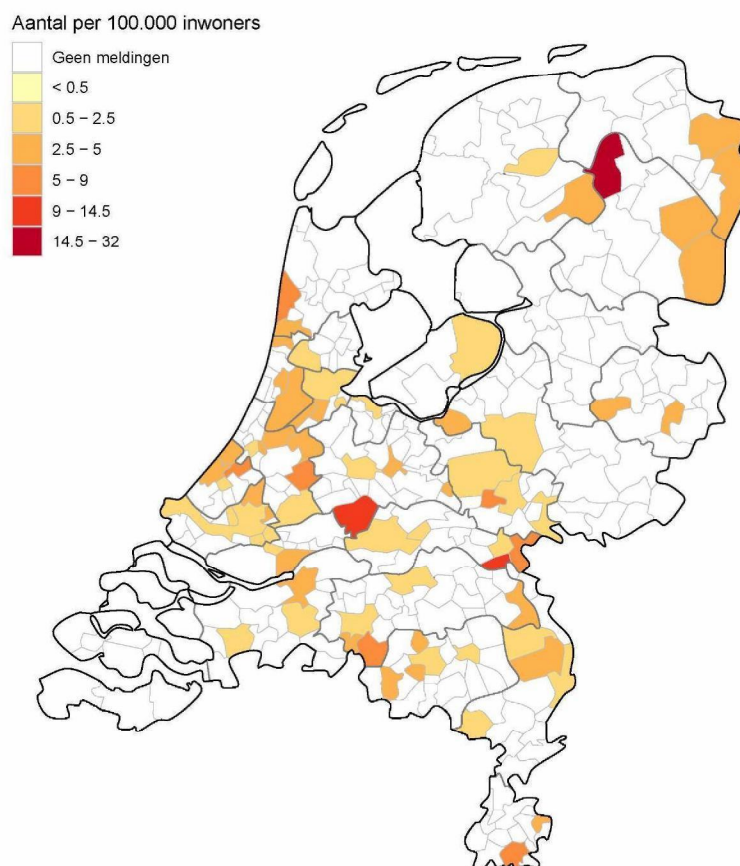 Aantal per 100.000 inwoners
Geen meldingen
< 0.5
0.5 – 2.5
2.5 – 5
5 – 9
9 – 14.5
14.5 – 32